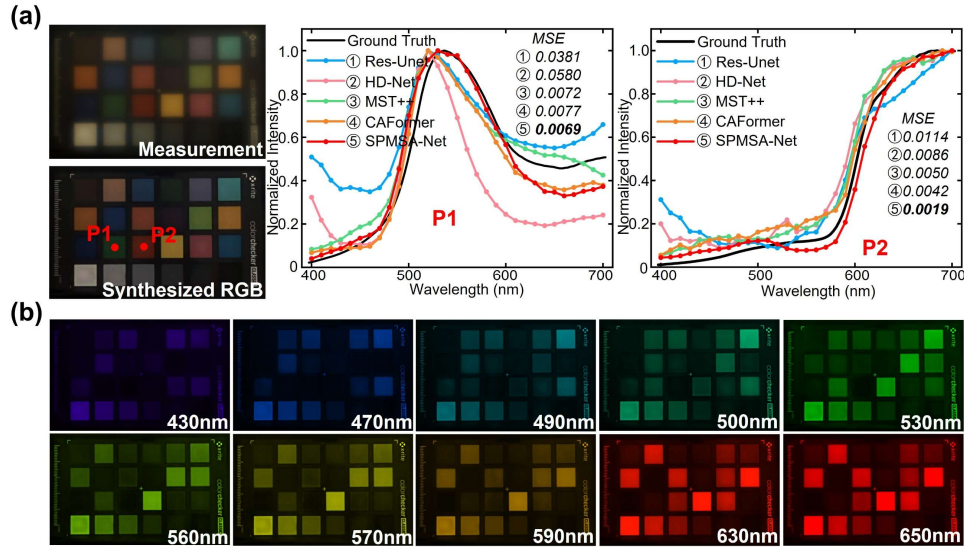 (a)
Measurement
xrite
colorchecker
P1 P2
Synthesized RGB
Normalized Intensity
1.0
0.8
0.6
0.4
0.2
0
400 500 600 700
Wavelength (nm)
Ground Truth
① Res-Unet
② HD-Net
③ MST++
④ CAFormer
⑤ SPMSA-Net
MSE
① 0.0381
② 0.0580
③ 0.0072
④ 0.0077
⑤ 0.0069
P1
Normalized Intensity
1.0
0.8
0.6
0.4
0.2
0
400 500 600 700
Wavelength (nm)
Ground Truth
① Res-Unet
② HD-Net
③ MST++
④ CAFormer
⑤ SPMSA-Net
MSE
①0.0114
②0.0086
③0.0050
④0.0042
⑤0.0019
P2
(b)
430nm
470nm
490nm
500nm
530nm
560nm
570nm
590nm
630nm
650nm